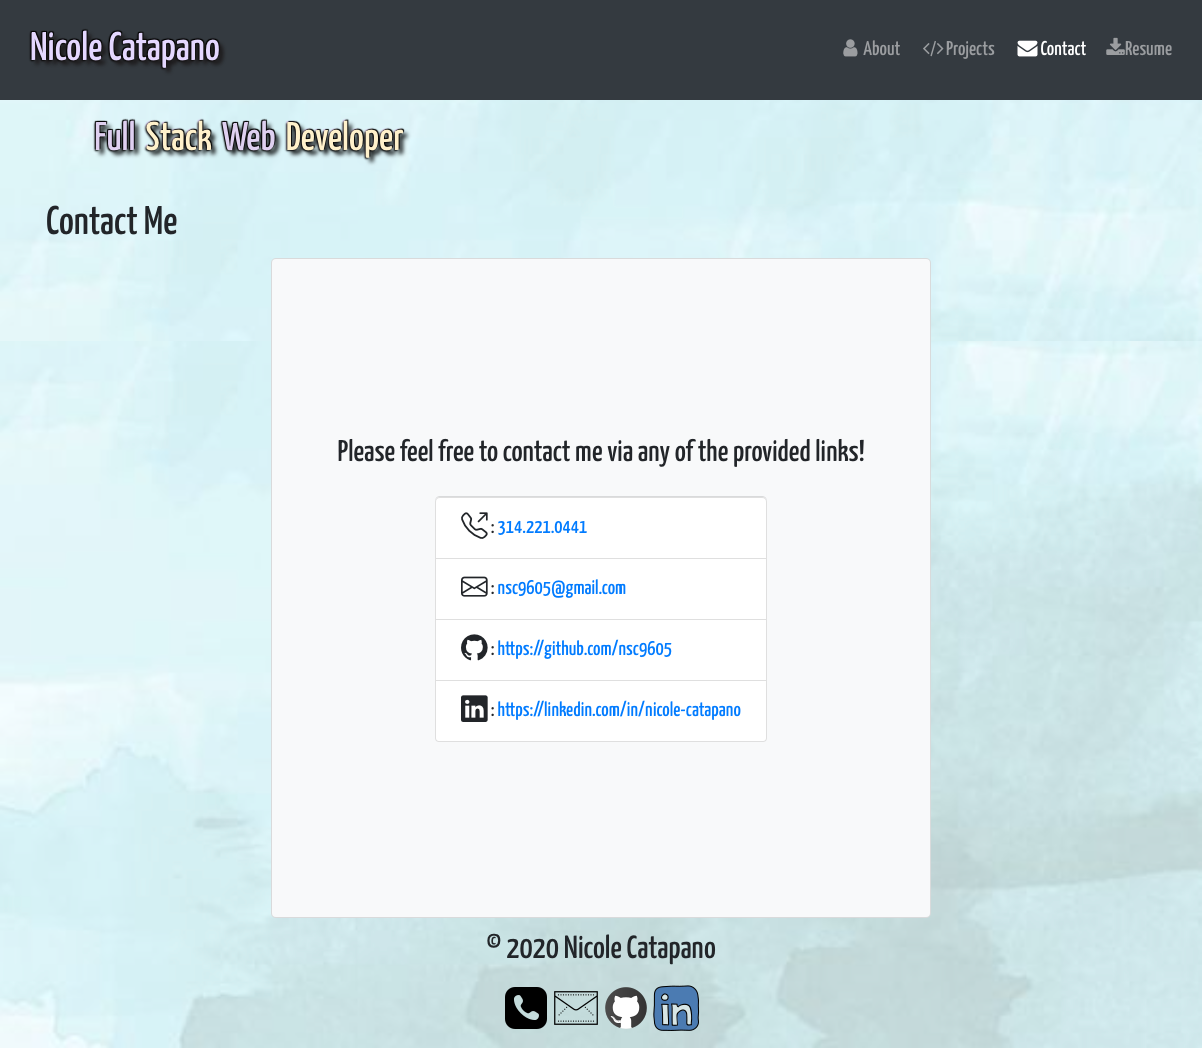 Nicole Catapano
About </> Projects Contact Resume
Full Stack Web Developer
Contact Me
Please feel free to contact me via any of the provided links!
: 314.221.0441
: nsc9605@gmail.com
: https://github.com/nsc9605
in : https://linkedin.com/in/nicole-catapano
© 2020 Nicole Catapano
in